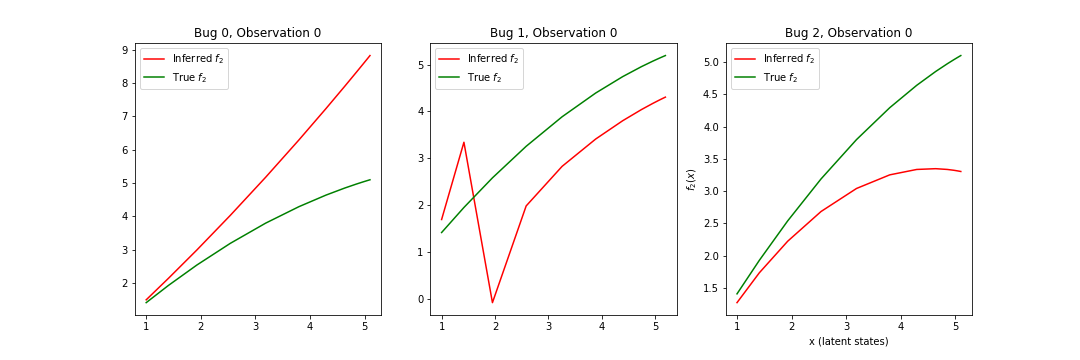 Bug 0, Observation 0
Inferred f₂
True f₂
9
8
7
6
5
4
3
2
1 2 3 4 5
Bug 1, Observation 0
Inferred f₂
True f₂
5
4
3
2
1
0
1 2 3 4 5
Bug 2, Observation 0
Inferred f₂
True f₂
f₂(x)
5.0
4.5
4.0
3.5
3.0
2.5
2.0
1.5
1 2 3 4 5
x (latent states)